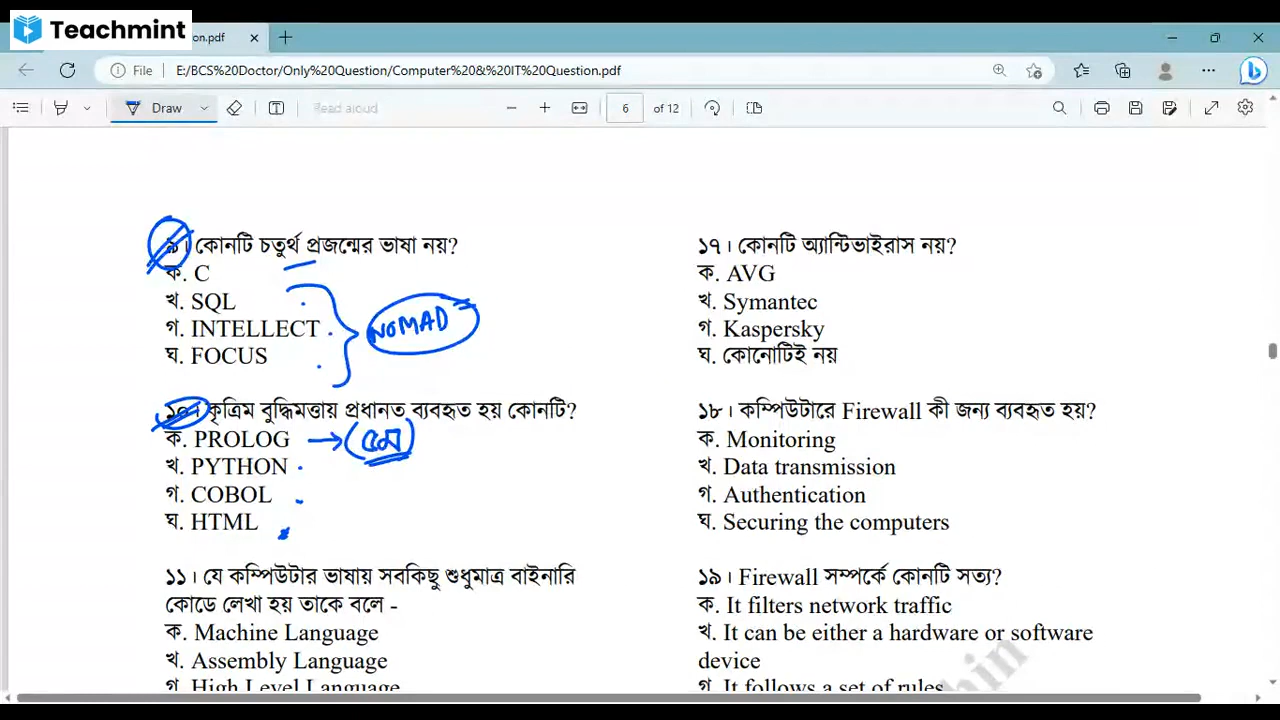 Teachmint
on.pdf
File E:/BCS%20Doctor/Only%20Question/Computer%20&%20IT%20Question.pdf
Draw Read aloud 6 of 12
৯। কোনটি চতুর্থ প্রজন্মের ভাষা নয়?
ক. C
খ. SQL
গ. INTELLECT
ঘ. FOCUS
NOMAD
১০। কৃত্রিম বুদ্ধিমত্তায় প্রধানত ব্যবহৃত হয় কোনটি?
ক. PROLOG
৫ম
খ. PYTHON
গ. COBOL
ঘ. HTML
১১। যে কম্পিউটার ভাষায় সবকিছু শুধুমাত্র বাইনারি
কোডে লেখা হয় তাকে বলে -
ক. Machine Language
খ. Assembly Language
গ. High Level Language
১৭। কোনটি অ্যান্টিভাইরাস নয়?
ক. AVG
খ. Symantec
গ. Kaspersky
ঘ. কোনোটিই নয়
১৮। কম্পিউটারে Firewall কী জন্য ব্যবহৃত হয়?
ক. Monitoring
খ. Data transmission
গ. Authentication
ঘ. Securing the computers
১৯। Firewall সম্পর্কে কোনটি সত্য?
ক. It filters network traffic
খ. It can be either a hardware or software
device
গ. It follows a set of rules